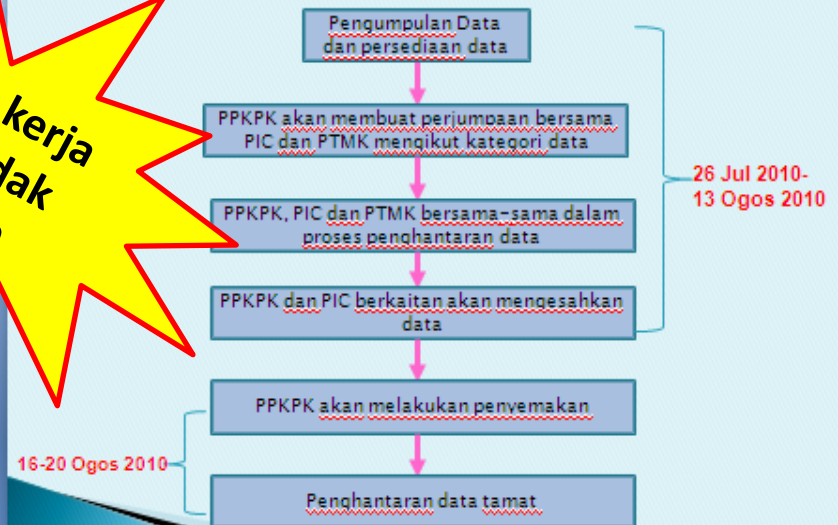 Pengumpulan Data
dan persediaan data
PPKPK akan membuat perjumpaan bersama
PIC dan PTMK mengikut kategori data
PPKPK, PIC dan PTMK bersama-sama dalam
proses penghantaran data
PPKPK dan PIC berkaitan akan mengesahkan
data
PPKPK akan melakukan penyemakan
Penghantaran data tamat
26 Jul 2010-
13 Ogos 2010
16-20 Ogos 2010
kerja